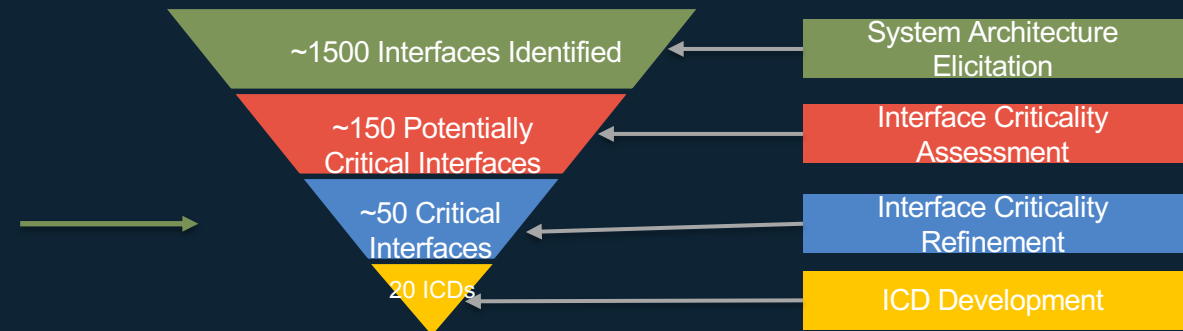 ~1500 Interfaces Identified
System Architecture
Elicitation
~150 Potentially
Critical Interfaces
Interface Criticality
Assessment
~50 Critical
Interfaces
Interface Criticality
Refinement
20 ICDs
ICD Development